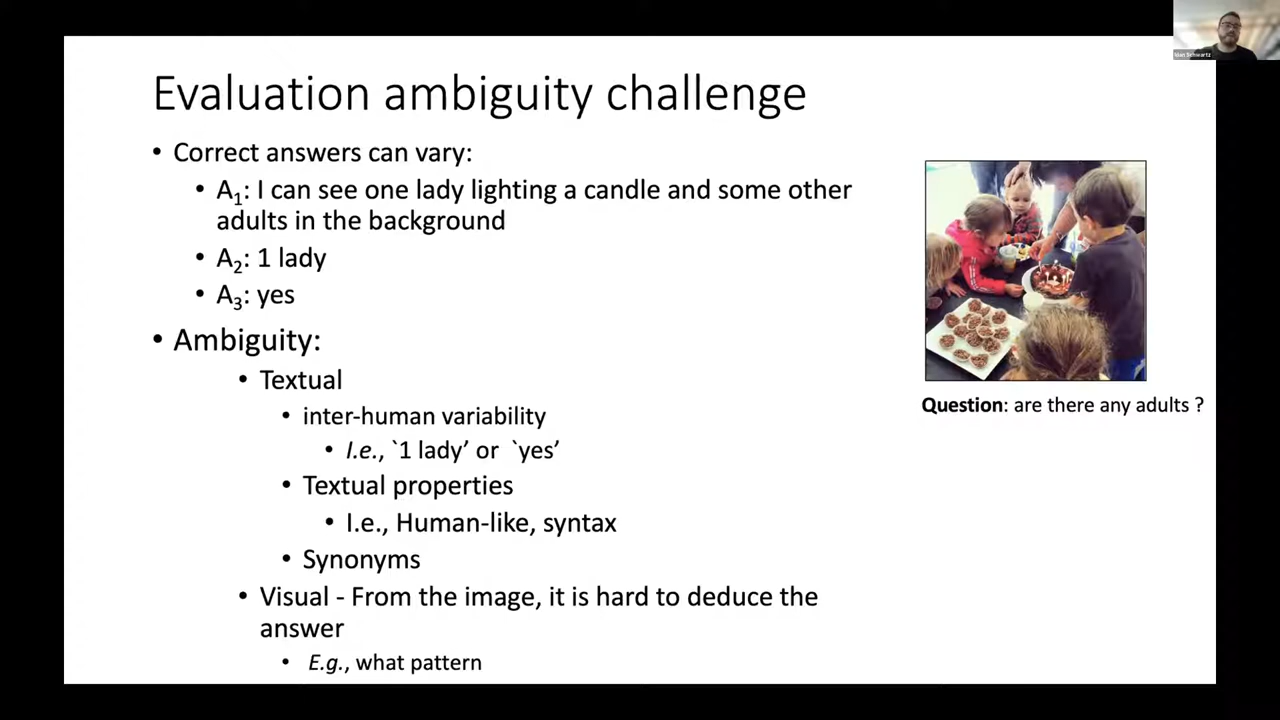 Idan Schwartz
Evaluation ambiguity challenge
• Correct answers can vary:
• A1: I can see one lady lighting a candle and some other
adults in the background
• A2: 1 lady
• A3: yes
• Ambiguity:
• Textual
• inter-human variability
• I.e., `1 lady’ or `yes’
• Textual properties
• I.e., Human-like, syntax
• Synonyms
• Visual - From the image, it is hard to deduce the
answer
• E.g., what pattern
Question: are there any adults ?